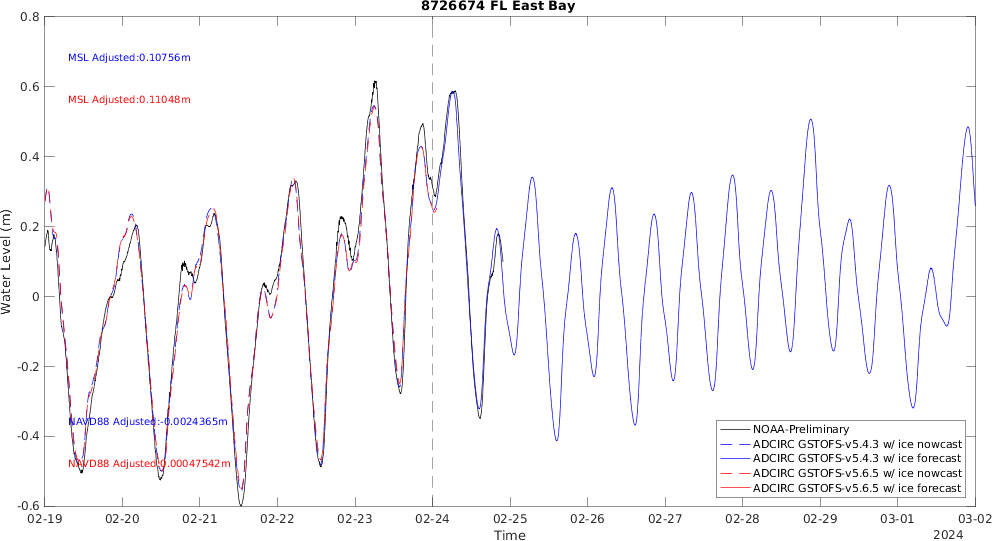 8726674 FL East Bay
0.8
0.6
0.4
0.2
0
-0.2
-0.4
-0.6
Water Level (m)
MSL Adjusted:0.10756m
MSL Adjusted:0.11048m
NAVD88 Adjusted:-0.0024365m
NAVD88 Adjusted:0.00047542m
NOAA-Preliminary
ADCIRC GSTOFS-v5.4.3 w/ ice nowcast
ADCIRC GSTOFS-v5.4.3 w/ ice forecast
ADCIRC GSTOFS-v5.6.5 w/ ice nowcast
ADCIRC GSTOFS-v5.6.5 w/ ice forecast
02-19 02-20 02-21 02-22 02-23 02-24 02-25 02-26 02-27 02-28 02-29 03-01 03-02
Time
2024